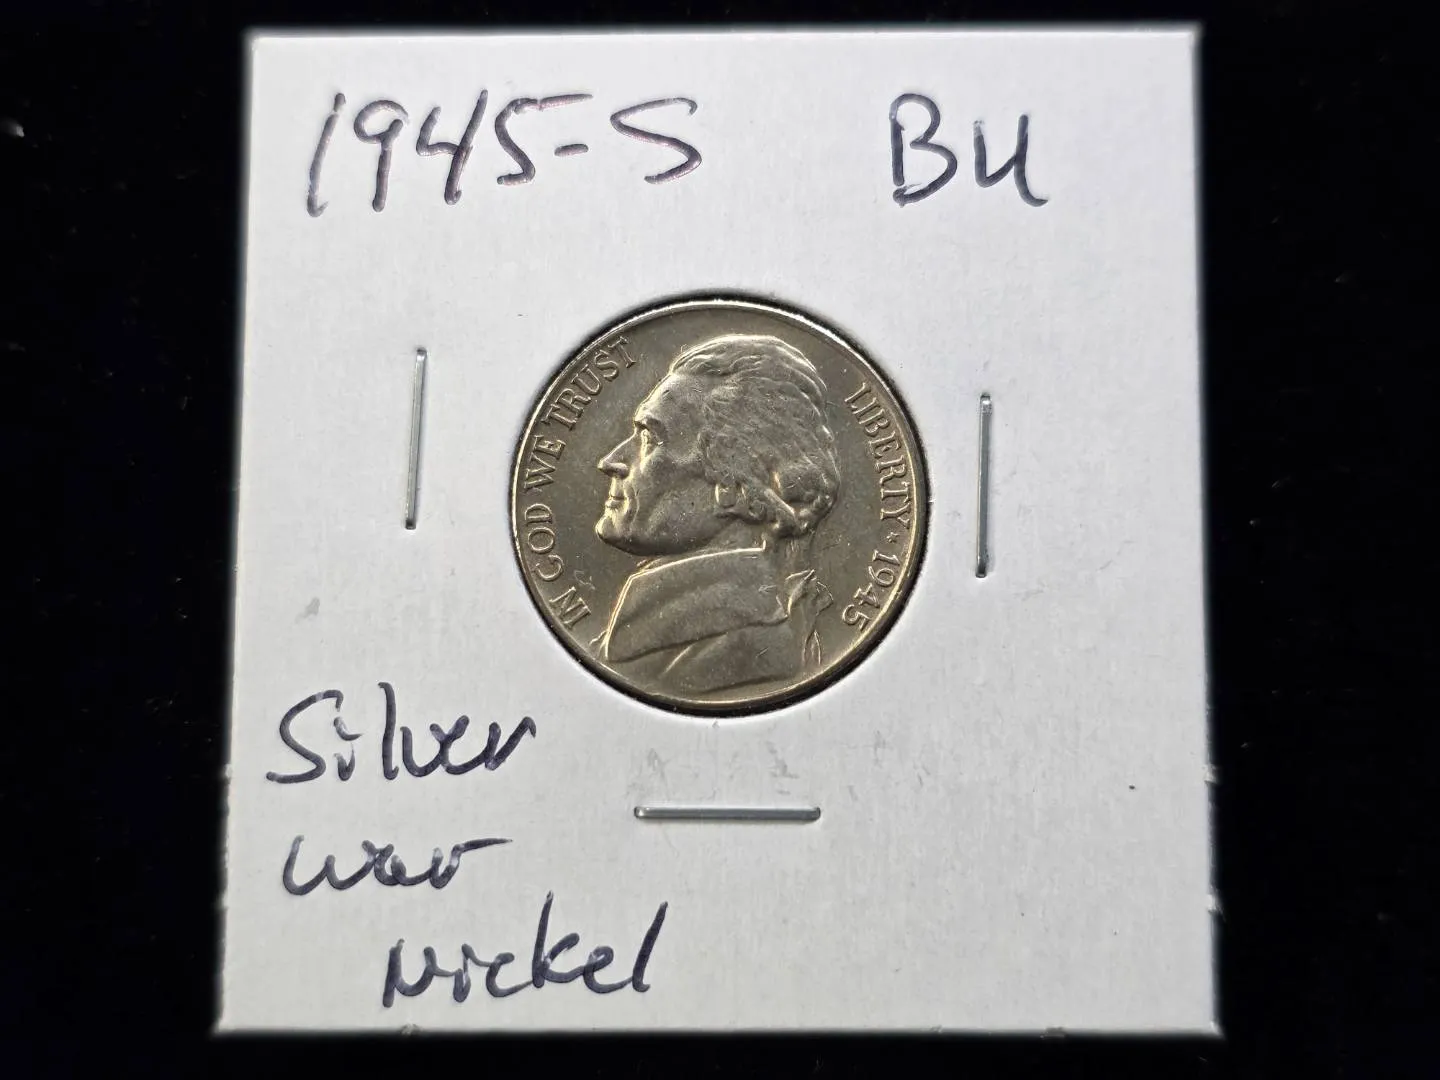 1945-S BU
IN GOD WE TRUST
LIBERTY ★ 1945
Silver
war
Nickel